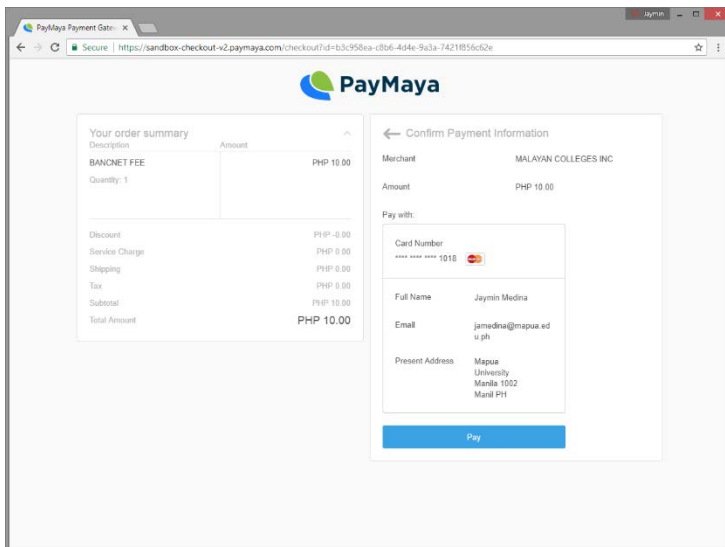 Jaymin
PayMaya Payment Gate
Secure https://sandbox-checkout-v2.paymaya.com/checkout?id=b3c958ea-c8b6-4d4e-9a3a-7421f856c62e
PayMaya
Your order summary
Description Amount
BANCNET FEE PHP 10.00
Quantity: 1
Discount PHP -0.00
Service Charge PHP 0.00
Shipping PHP 0.00
Tax PHP 0.00
Subtotal PHP 10.00
Total Amount PHP 10.00
Confirm Payment Information
Merchant MALAYAN COLLEGES INC
Amount PHP 10.00
Pay with:
Card Number
**** **** **** 1018 MasterCard
Full Name Jaymin Medina
Email jamedina@mapua.ed
u.ph
Present Address Mapua
University
Manila 1002
Manil PH
Pay